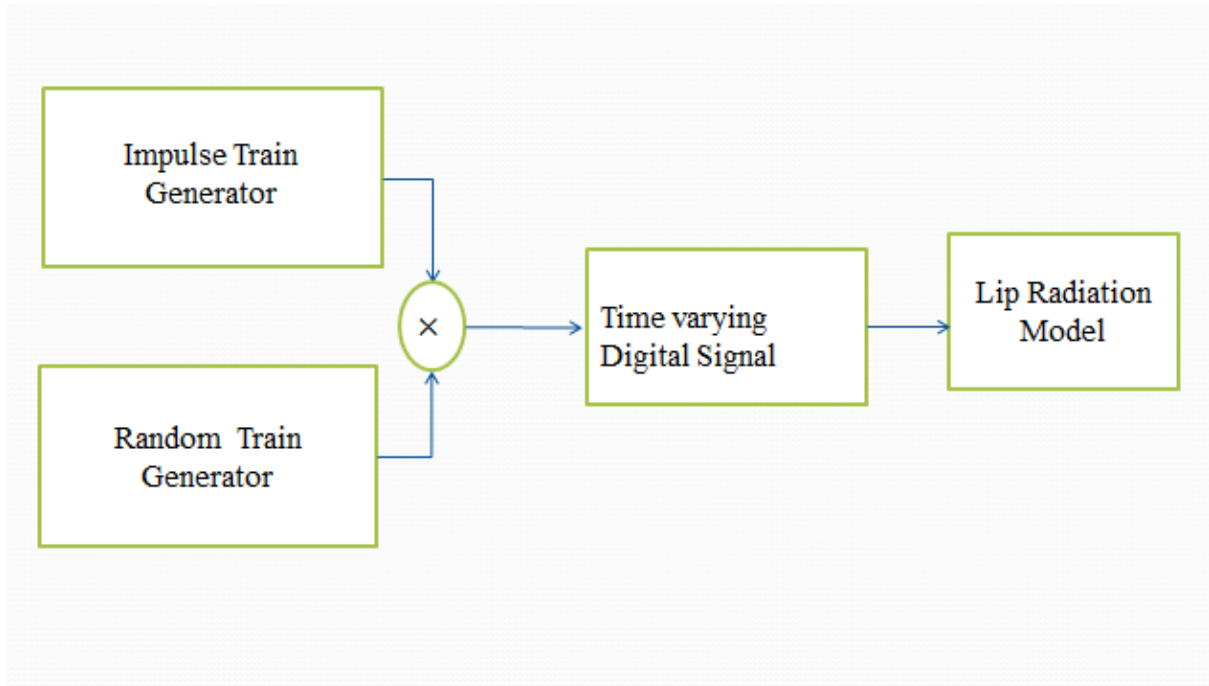 Impulse Train
Generator
×
Random Train
Generator
Time varying
Digital Signal
Lip Radiation
Model